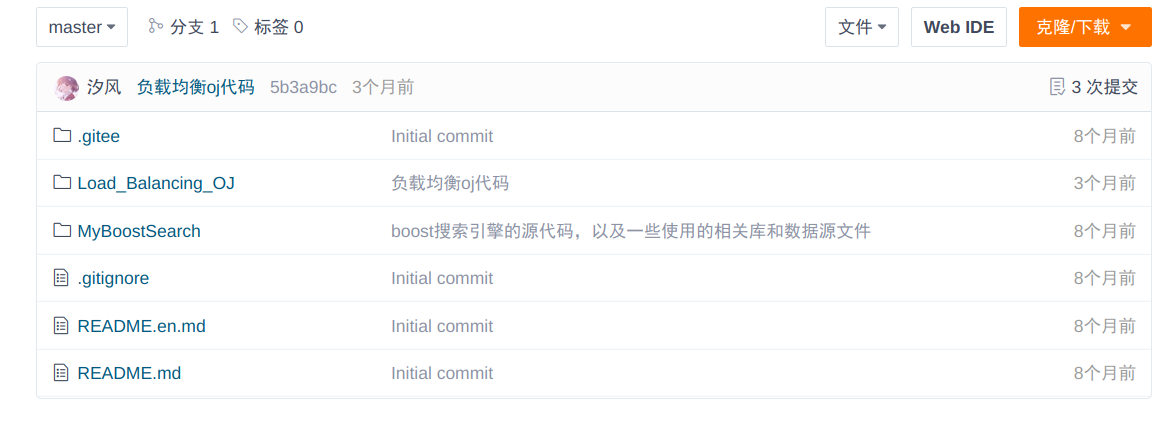 master 分支 1 标签 0 文件 Web IDE 克隆/下载
汐风 负载均衡oj代码 5b3a9bc 3个月前 3 次提交
.gitee Initial commit 8个月前
Load_Balancing_OJ 负载均衡oj代码 3个月前
MyBoostSearch boost搜索引擎的源代码，以及一些使用的相关库和数据源文件 8个月前
.gitignore Initial commit 8个月前
README.en.md Initial commit 8个月前
README.md Initial commit 8个月前